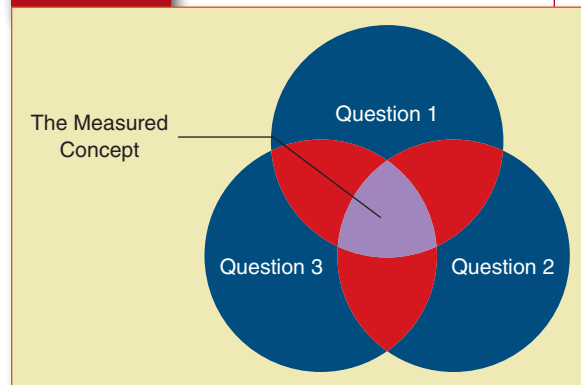 The Measured
Concept
Question 1
Question 3
Question 2